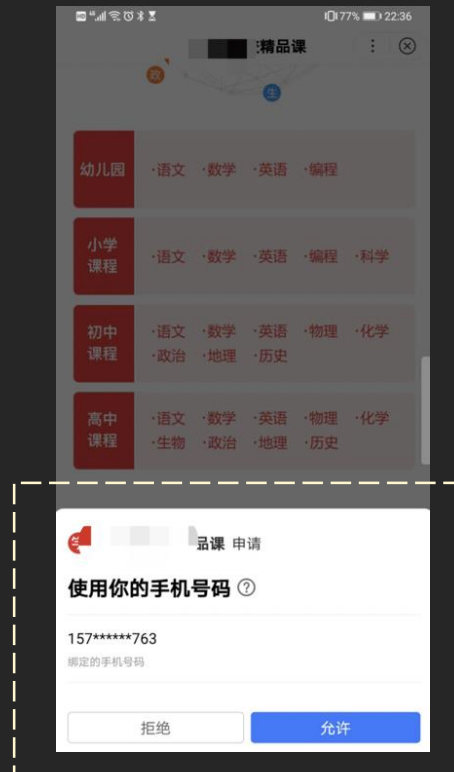 HD 4G 77% 22:36
精品课
政
生
幼儿园 ·语文 ·数学 ·英语 ·编程
小学 课程 ·语文 ·数学 ·英语 ·编程 ·科学
初中 课程 ·语文 ·数学 ·英语 ·物理 ·化学
·政治 ·地理 ·历史
高中 课程 ·语文 ·数学 ·英语 ·物理 ·化学
·生物 ·政治 ·地理 ·历史
品课 申请
使用你的手机号码 ?
157******763
绑定的手机号码
拒绝 允许